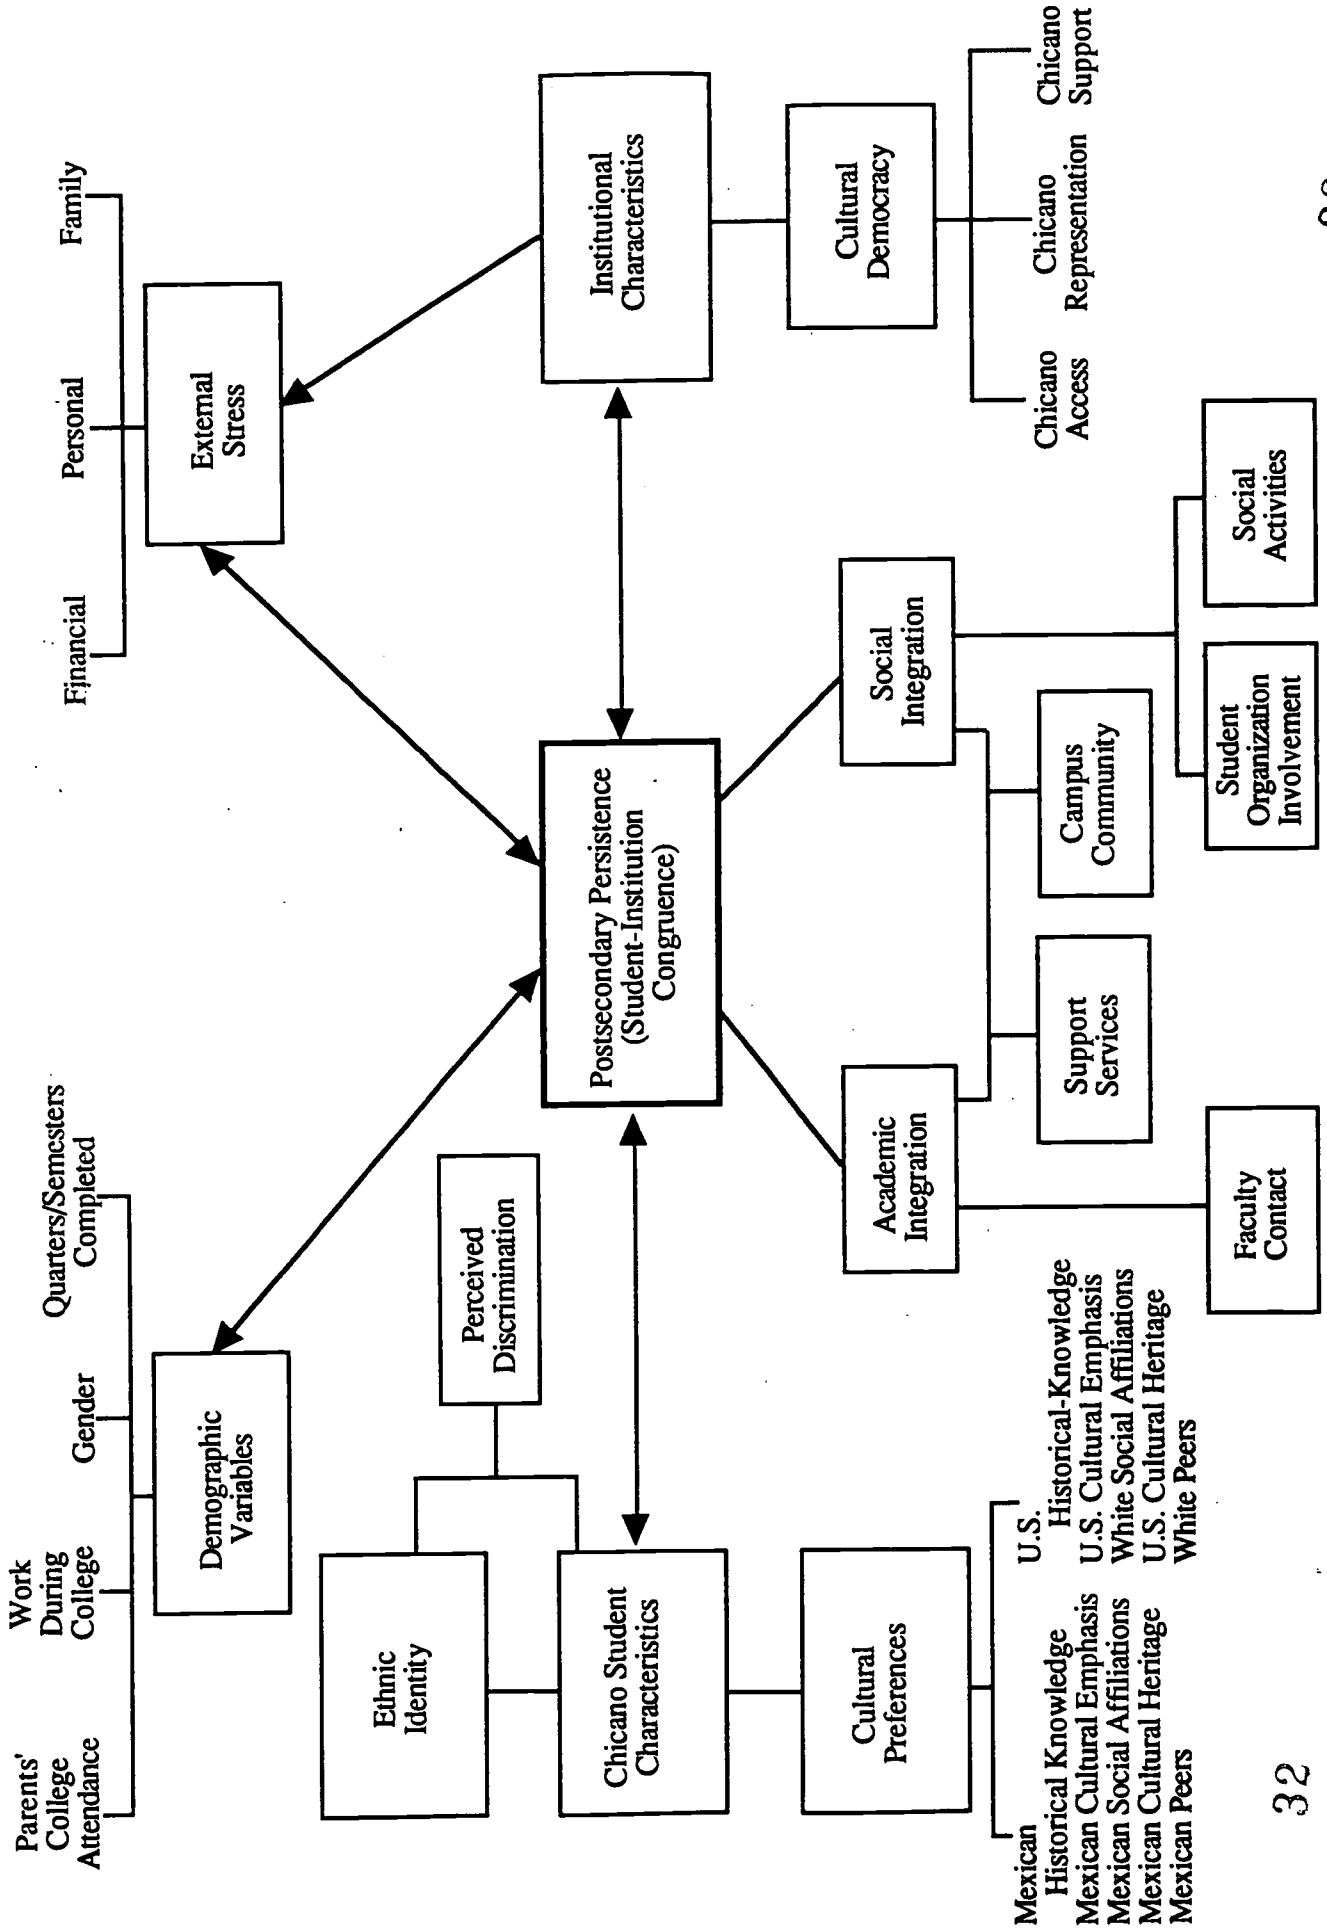 Parents'
College
Attendance
Work
During
College
Gender
Quarters/Semesters
Completed
Financial
Personal
Family
Demographic
Variables
External
Stress
Ethnic
Identity
Perceived
Discrimination
Chicano Student
Characteristics
Postsecondary Persistence
(Student-Institution
Congruence)
Institutional
Characteristics
Cultural
Preferences
Academic
Integration
Social
Integration
Cultural
Democracy
Mexican
Historical Knowledge
Mexican Cultural Emphasis
Mexican Social Affiliations
Mexican Cultural Heritage
Mexican Peers
U.S.
Historical-Knowledge
U.S. Cultural Emphasis
White Social Affiliations
U.S. Cultural Heritage
White Peers
Support
Services
Campus
Community
Chicano
Access
Chicano
Representation
Chicano
Support
Faculty
Contact
Student
Organization
Involvement
Social
Activities
32